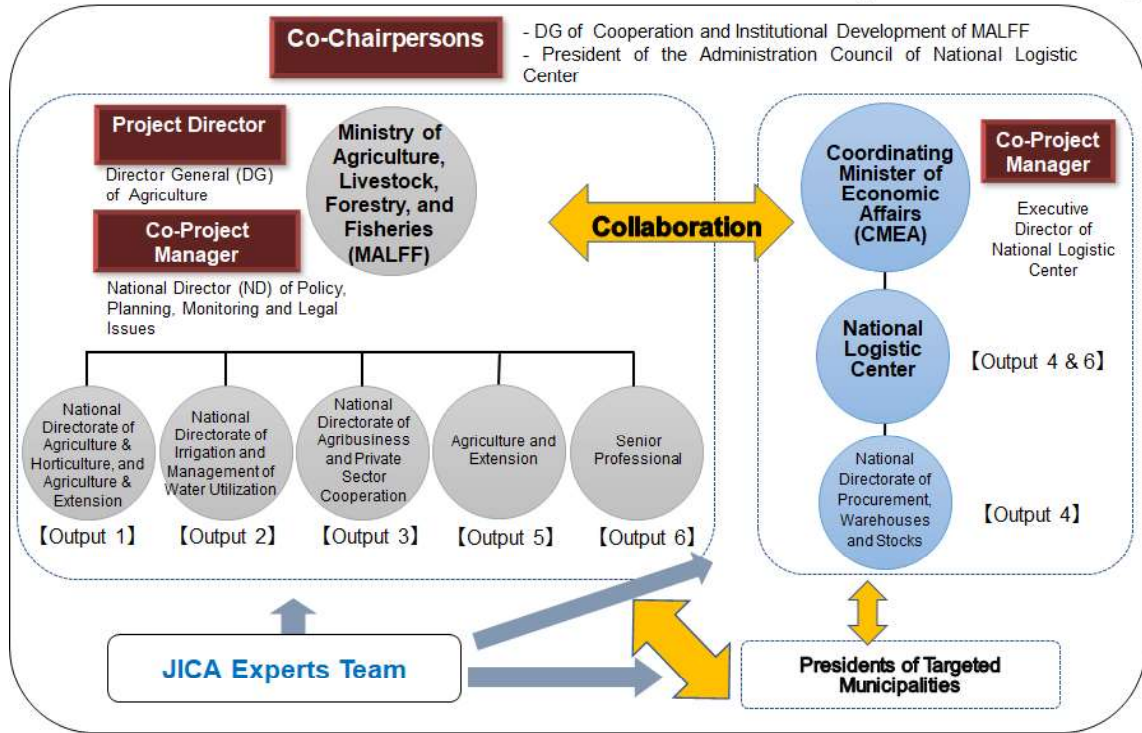 Co-Chairpersons
- DG of Cooperation and Institutional Development of MALFF
- President of the Administration Council of National Logistic
Center
Project Director
Director General (DG)
of Agriculture
Co-Project
Manager
National Director (ND) of Policy,
Planning, Monitoring and Legal
Issues
Ministry of
Agriculture,
Livestock,
Forestry, and
Fisheries
(MALFF)
Collaboration
Coordinating
Minister of
Economic
Affairs
(CMEA)
Co-Project
Manager
Executive
Director of
National Logistic
Center
National
Logistic
Center
【Output 4 & 6】
National
Directorate of
Procurement,
Warehouses
and Stocks
【Output 4】
National
Directorate of
Agriculture &
Horticulture, and
Agriculture &
Extension
【Output 1】
National
Directorate of
Irrigation and
Management of
Water Utilization
【Output 2】
National
Directorate of
Agribusiness
and Private
Sector
Cooperation
【Output 3】
Agriculture and
Extension
【Output 5】
Senior
Professional
【Output 6】
JICA Experts Team
Presidents of Targeted
Municipalities